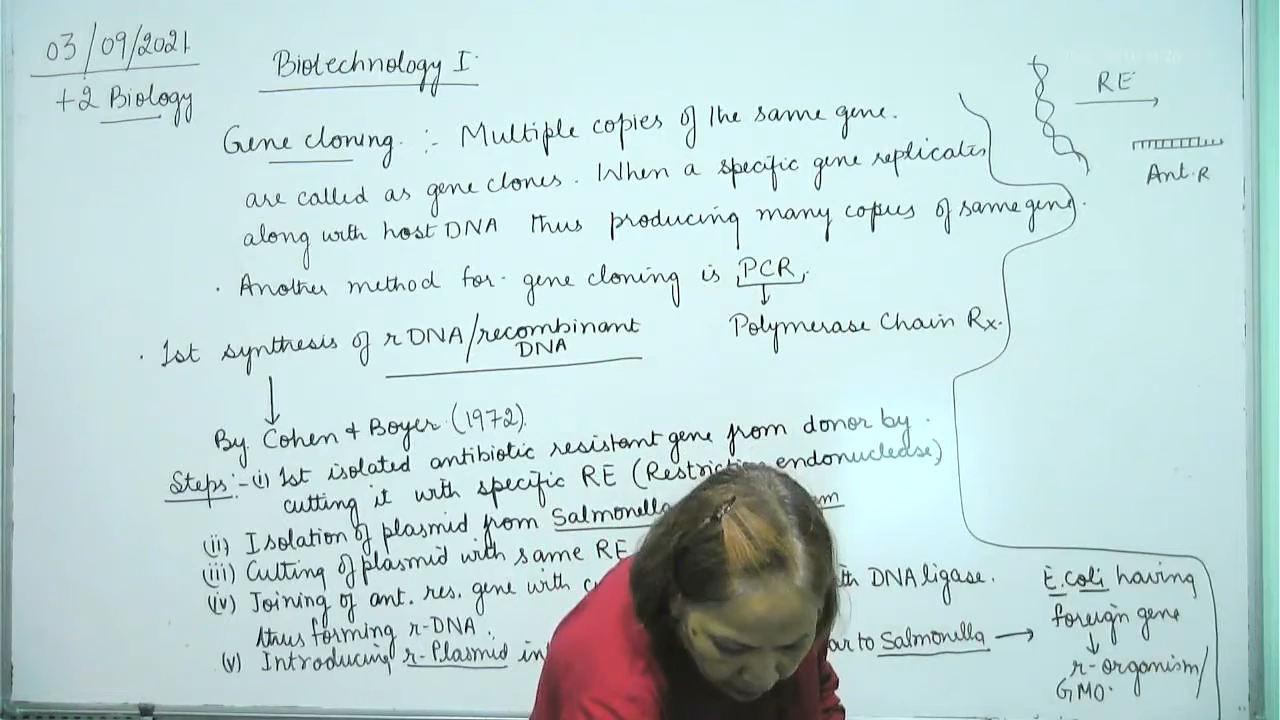 03/09/2021
+2 Biology
Biotechnology I
Gene cloning :- Multiple copies of the same gene.
are called as gene clones. When a specific gene replicates
along with host DNA thus producing many copies of same gene.
· Another method for gene cloning is PCR.
Polymerase Chain Rx.
· 1st synthesis of rDNA/recombinant
DNA
By Cohen & Boyer (1972)
Steps:- (i) 1st isolated antibiotic resistant gene from donor by
cutting it with specific RE (Restriction endonuclease)
(ii) Isolation of plasmid from Salmonella
(iii) Cutting of plasmid with same RE
(iv) Joining of ant. res. gene with DNA ligase.
thus forming r-DNA.
(v) Introducing r-Plasmid in to Salmonella →
E.coli having
foreign gene
r-organism/
GMO.
RE
Ant. R